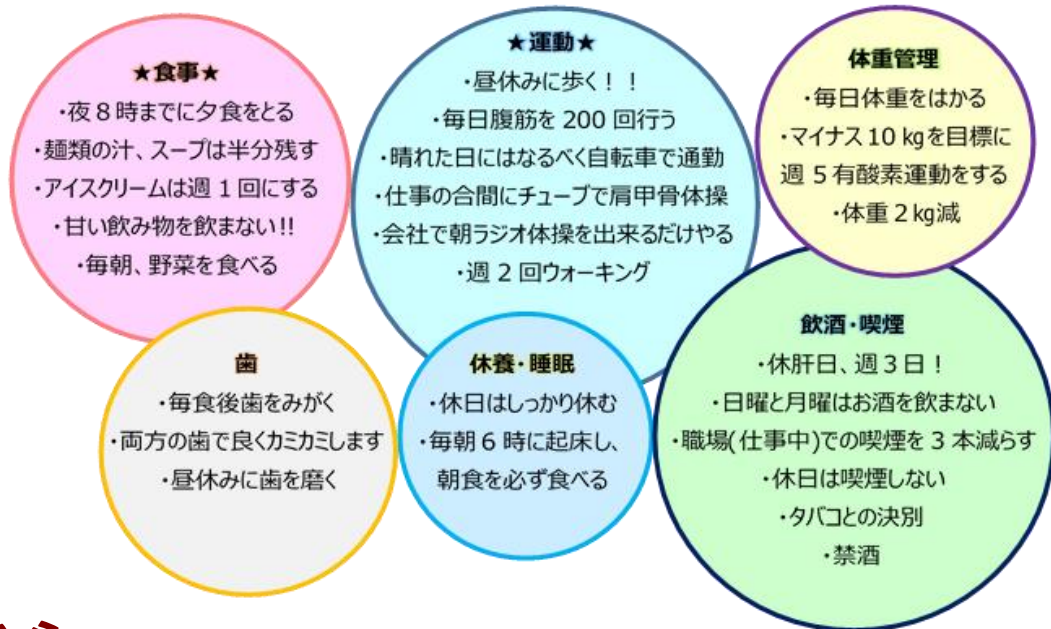 ★食事★
・夜8時までに夕食をとる
・麺類の汁、スープは半分残す
・アイスクリームは週1回にする
・甘い飲み物を飲まない!!
・毎朝、野菜を食べる
★運動★
・昼休みに歩く！！
・毎日腹筋を 200 回行う
・晴れた日にはなるべく自転車で通勤
・仕事の合間にチューブで肩甲骨体操
・会社で朝ラジオ体操を出来るだけやる
・週 2 回ウォーキング
体重管理
・毎日体重をはかる
・マイナス 10 kgを目標に
週 5 有酸素運動をする
・体重 2 kg減
歯
・毎食後歯をみがく
・両方の歯で良くカミカミします
・昼休みに歯を磨く
休養・睡眠
・休日はしっかり休む
・毎朝 6 時に起床し、
朝食を必ず食べる
飲酒・喫煙
・休肝日、週 3 日！
・日曜と月曜はお酒を飲まない
・職場(仕事中)での喫煙を 3 本減らす
・休日は喫煙しない
・タバコとの決別
・禁酒